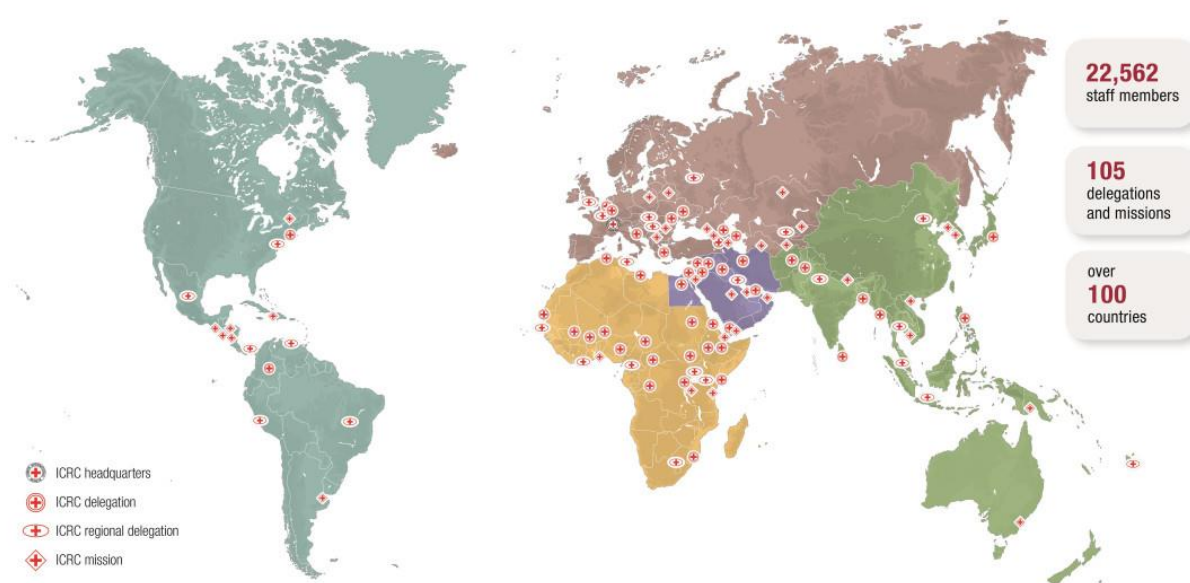 22,562
staff members
105
delegations
and missions
over
100
countries
ICRC headquarters
ICRC delegation
ICRC regional delegation
ICRC mission